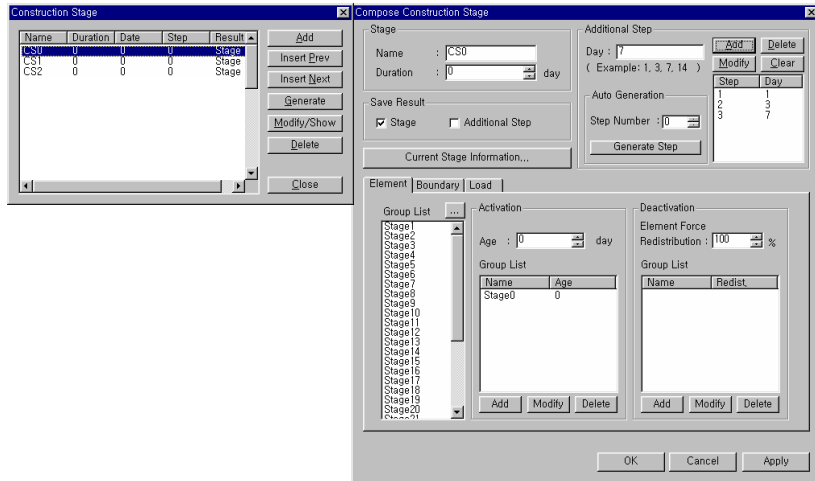 Construction Stage
Name Duration Date Step Result
CS0 0 0 0 Stage
CS1 0 0 0 Stage
CS2 0 0 0 Stage
Add
Insert Prev
Insert Next
Generate
Modify/Show
Delete
Close
Compose Construction Stage
Stage
Name : CS0
Duration : 0 day
Save Result
Stage Additional Step
Current Stage Information...
Additional Step
Day : 7
( Example: 1, 3, 7, 14 )
Add Delete
Modify Clear
Auto Generation
Step Number : 0
Generate Step
Step Day
1 1
2 3
3 7
Element Boundary Load
Group List ...
Stage1
Stage2
Stage3
Stage4
Stage5
Stage6
Stage7
Stage8
Stage9
Stage10
Stage11
Stage12
Stage13
Stage14
Stage15
Stage16
Stage17
Stage18
Stage19
Stage20
Stage21
Activation
Age : 0 day
Group List
Name Age
Stage0 0
Add Modify Delete
Deactivation
Element Force
Redistribution : 100 %
Group List
Name Redist.
Add Modify Delete
OK Cancel Apply